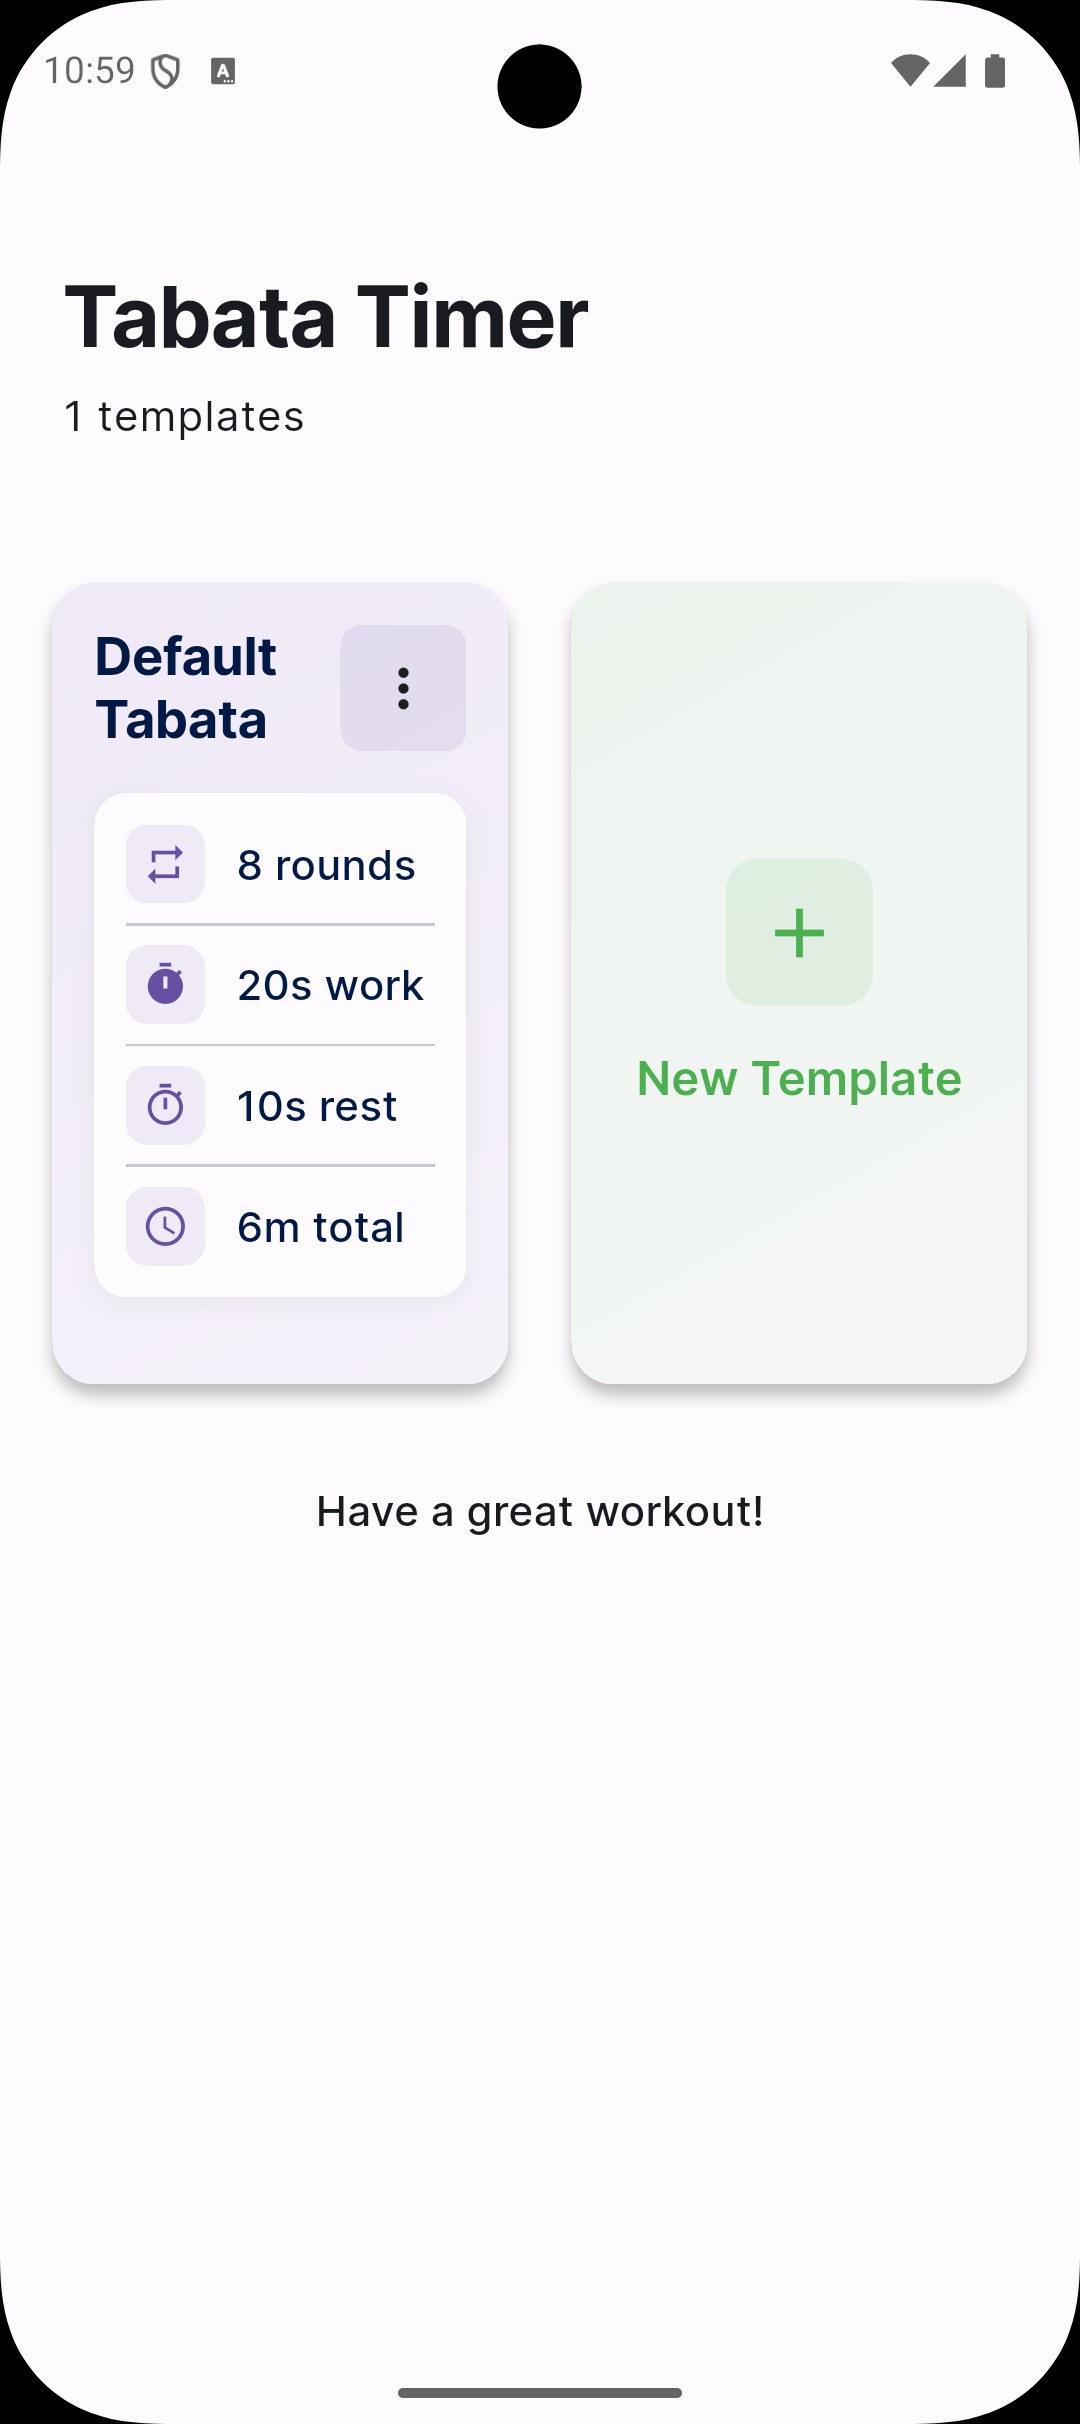 10:59
Tabata Timer
1 templates
Default
Tabata
8 rounds
20s work
10s rest
6m total
New Template
Have a great workout!